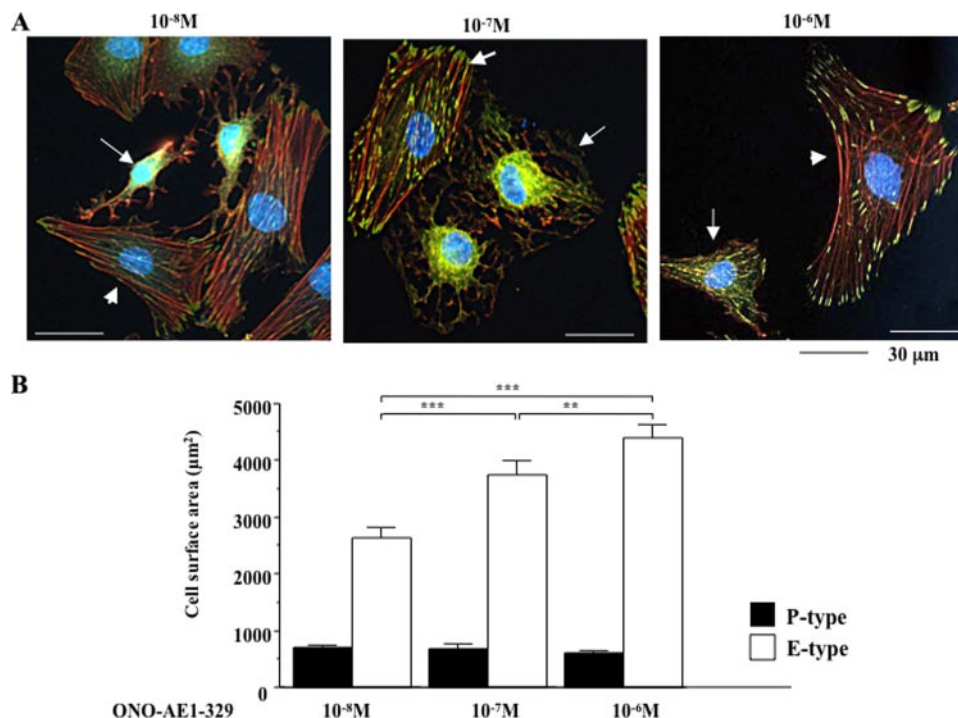 A
10⁻⁸M
10⁻⁷M
10⁻⁶M
30 μm
B
***
***
**
Cell surface area (μm²)
5000
4000
3000
2000
1000
0
P-type
E-type
ONO-AE1-329
10⁻⁸M
10⁻⁷M
10⁻⁶M